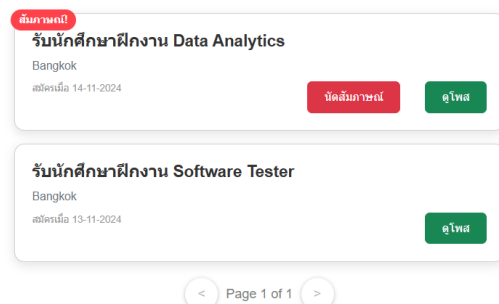 สัมภาษณ์!
รับนักศึกษาฝึกงาน Data Analytics
Bangkok
สมัครเมื่อ 14-11-2024
นัดสัมภาษณ์
ดูโพส
รับนักศึกษาฝึกงาน Software Tester
Bangkok
สมัครเมื่อ 13-11-2024
ดูโพส
< Page 1 of 1 >